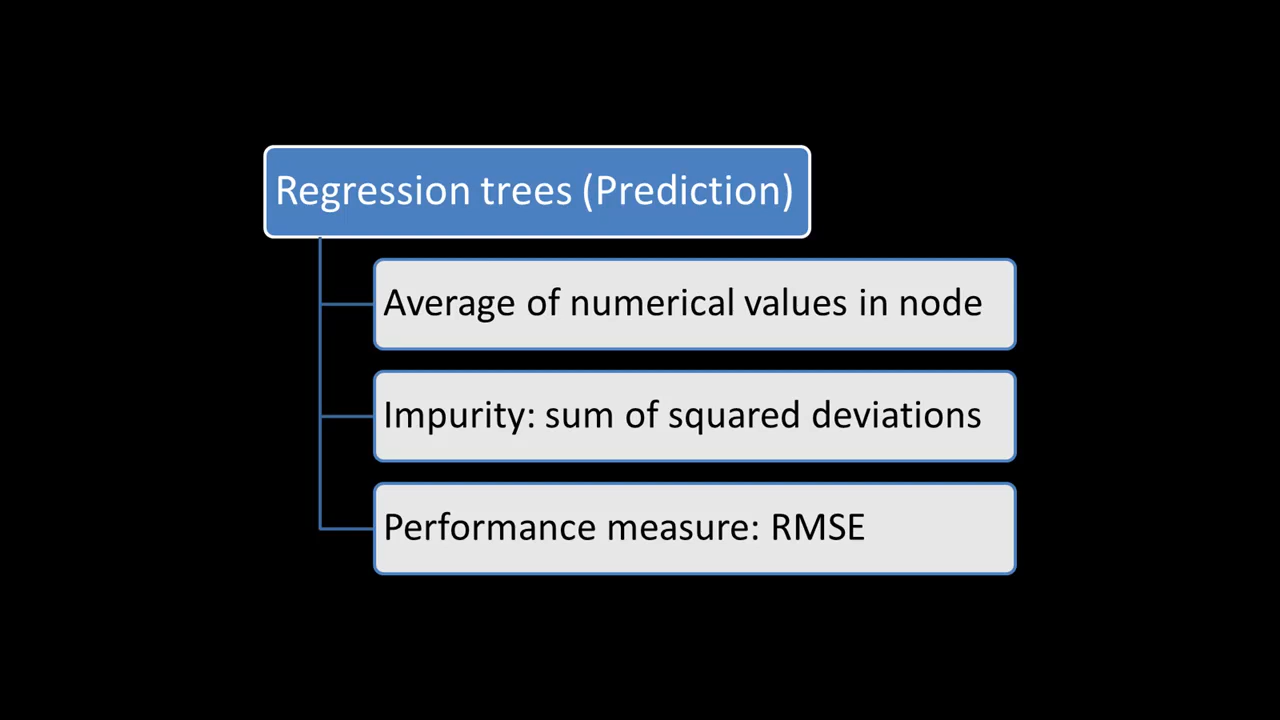 Regression trees (Prediction)
Average of numerical values in node
Impurity: sum of squared deviations
Performance measure: RMSE